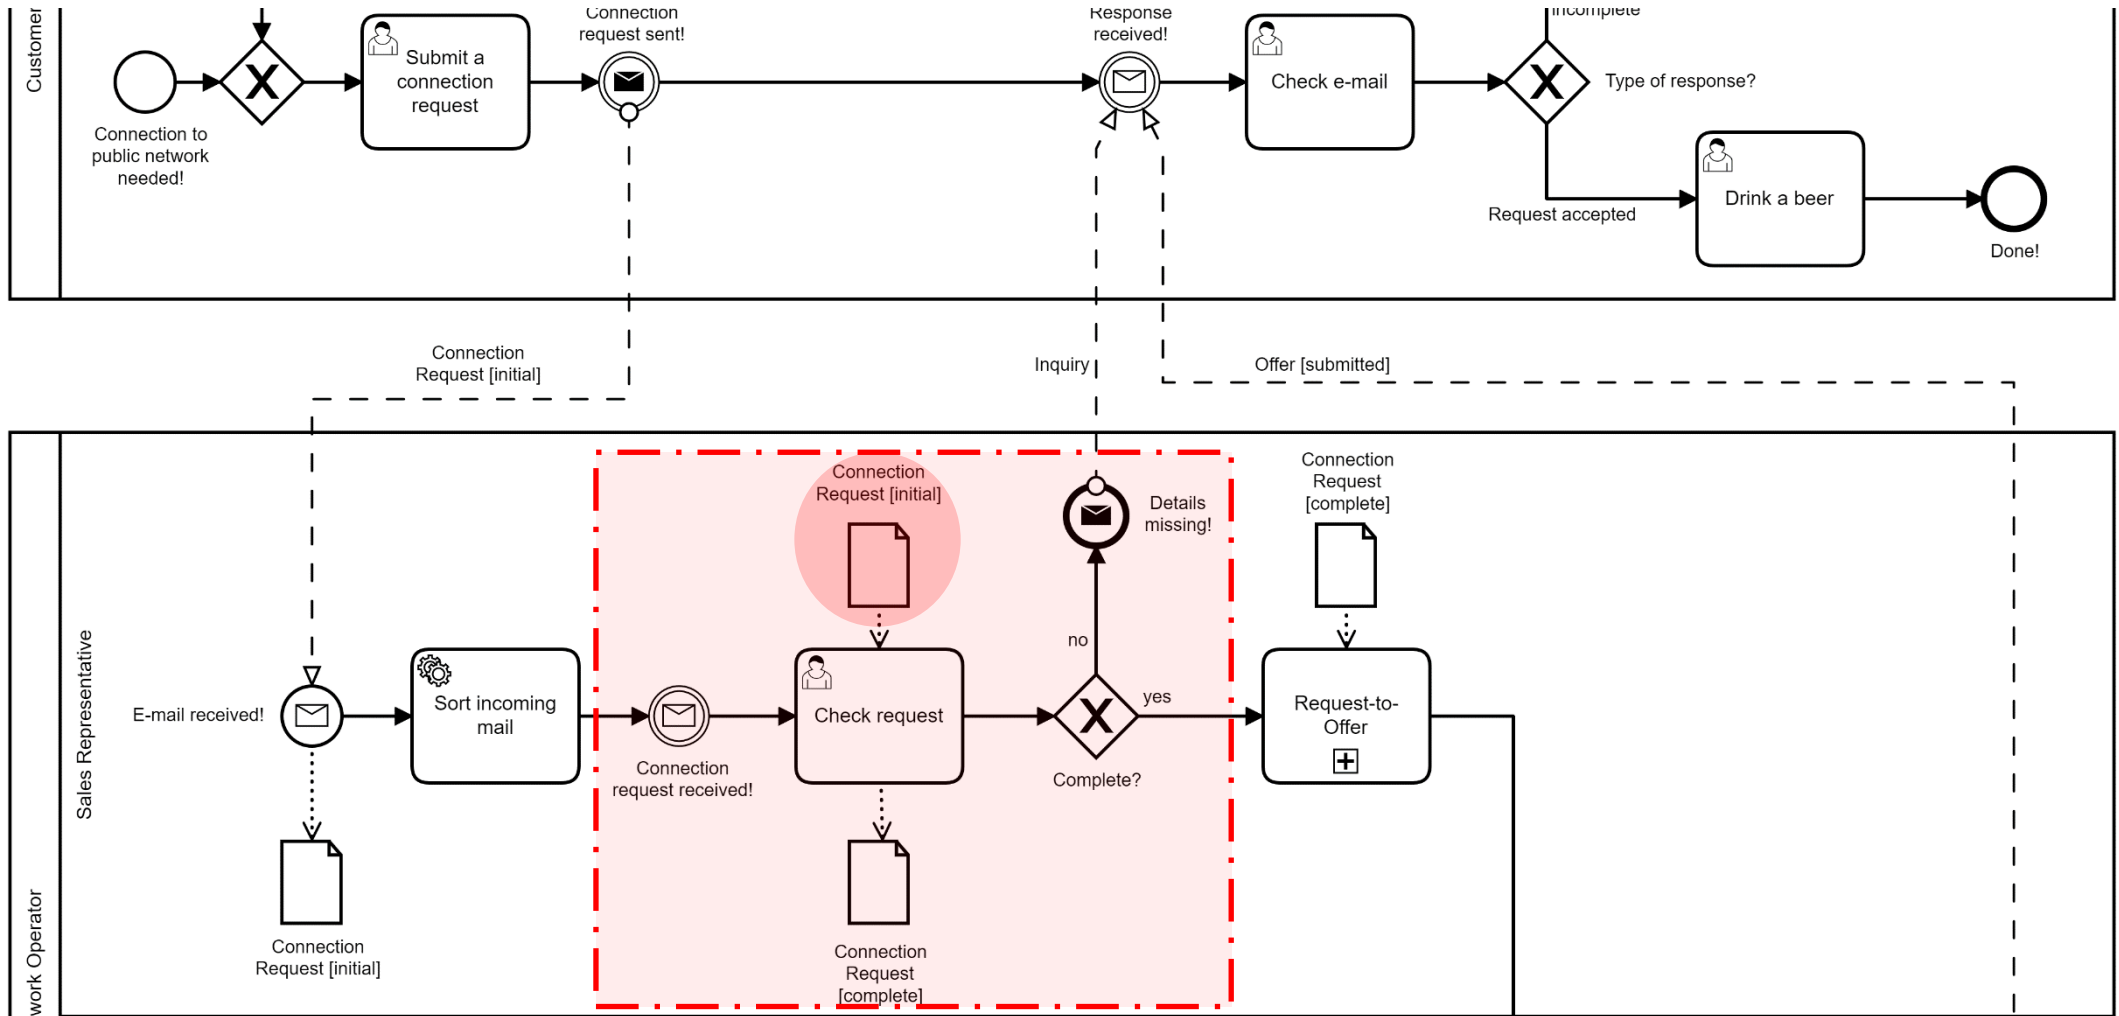 Customer
Connection
request sent!
Response
received!
incomplete
Submit a
connection
request
Check e-mail
Type of response?
Connection to
public network
needed!
Drink a beer
Request accepted
Done!
Connection
Request [initial]
Inquiry
Offer [submitted]
Connection
Request [initial]
Details
missing!
Connection
Request
[complete]
no
yes
Sales Representative
E-mail received!
Sort incoming
mail
Check request
Request-to-
Offer
Connection
request received!
Complete?
work Operator
Connection
Request [initial]
Connection
Request
[complete]